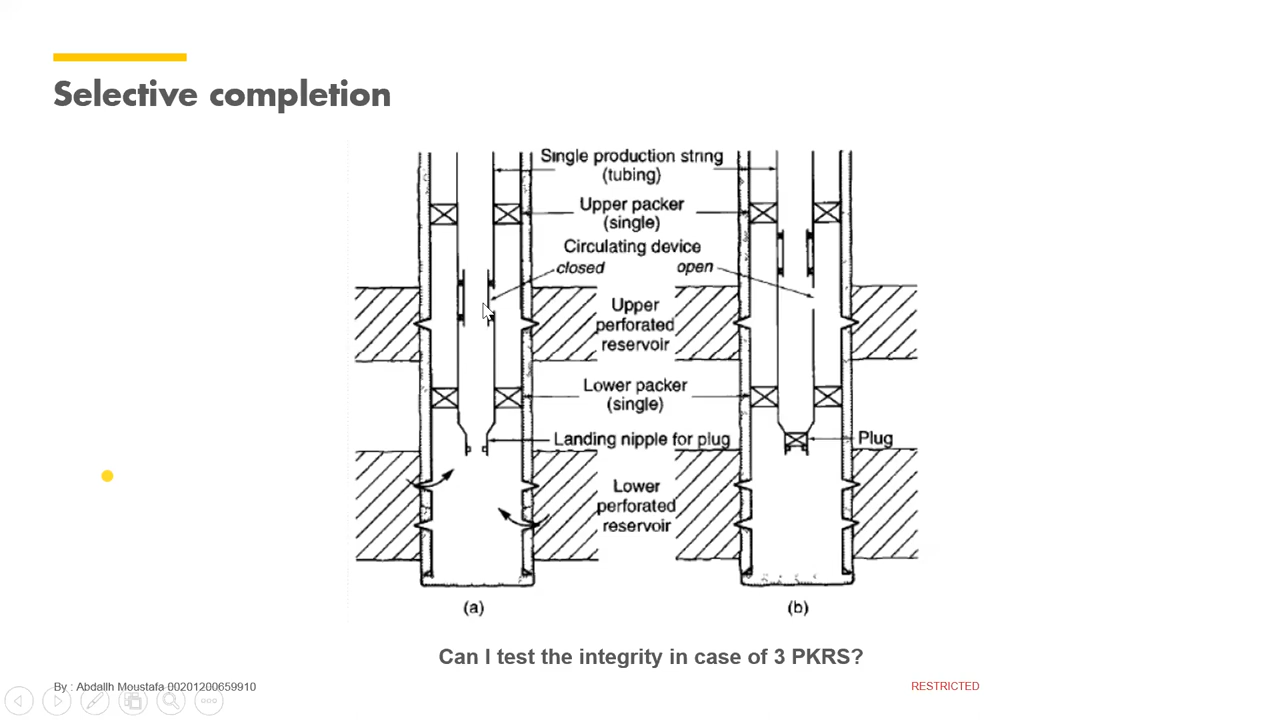 Selective completion
Single production string
(tubing)
Upper packer
(single)
Circulating device
closed
open
Upper
perforated
reservoir
Lower packer
(single)
Landing nipple for plug
Plug
Lower
perforated
reservoir
(a)
(b)
Can I test the integrity in case of 3 PKRS?
By : Abdallh Moustafa 00201200659910
RESTRICTED